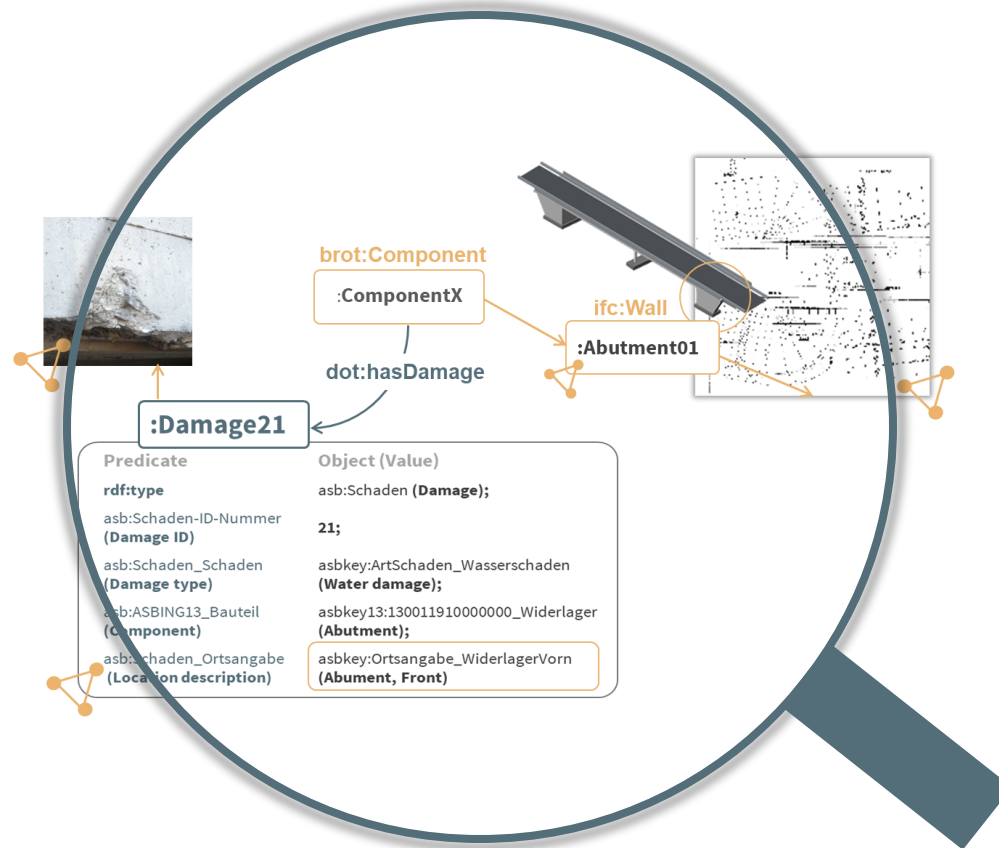 brot:Component
:ComponentX
ifc:Wall
:Abutment01
dot:hasDamage
:Damage21
Predicate Object (Value)
rdf:type asb:Schaden (Damage);
asb:Schaden-ID-Nummer
(Damage ID) 21;
asb:Schaden_Schaden asbkey:ArtSchaden_Wasserschaden
(Damage type) (Water damage);
asb:ASBING13_Bauteil asbkey13:130011910000000_Widerlager
(Component) (Abutment);
asb:Schaden_Ortsangabe asbkey:Ortsangabe_WiderlagerVorn
(Location description) (Abument, Front)